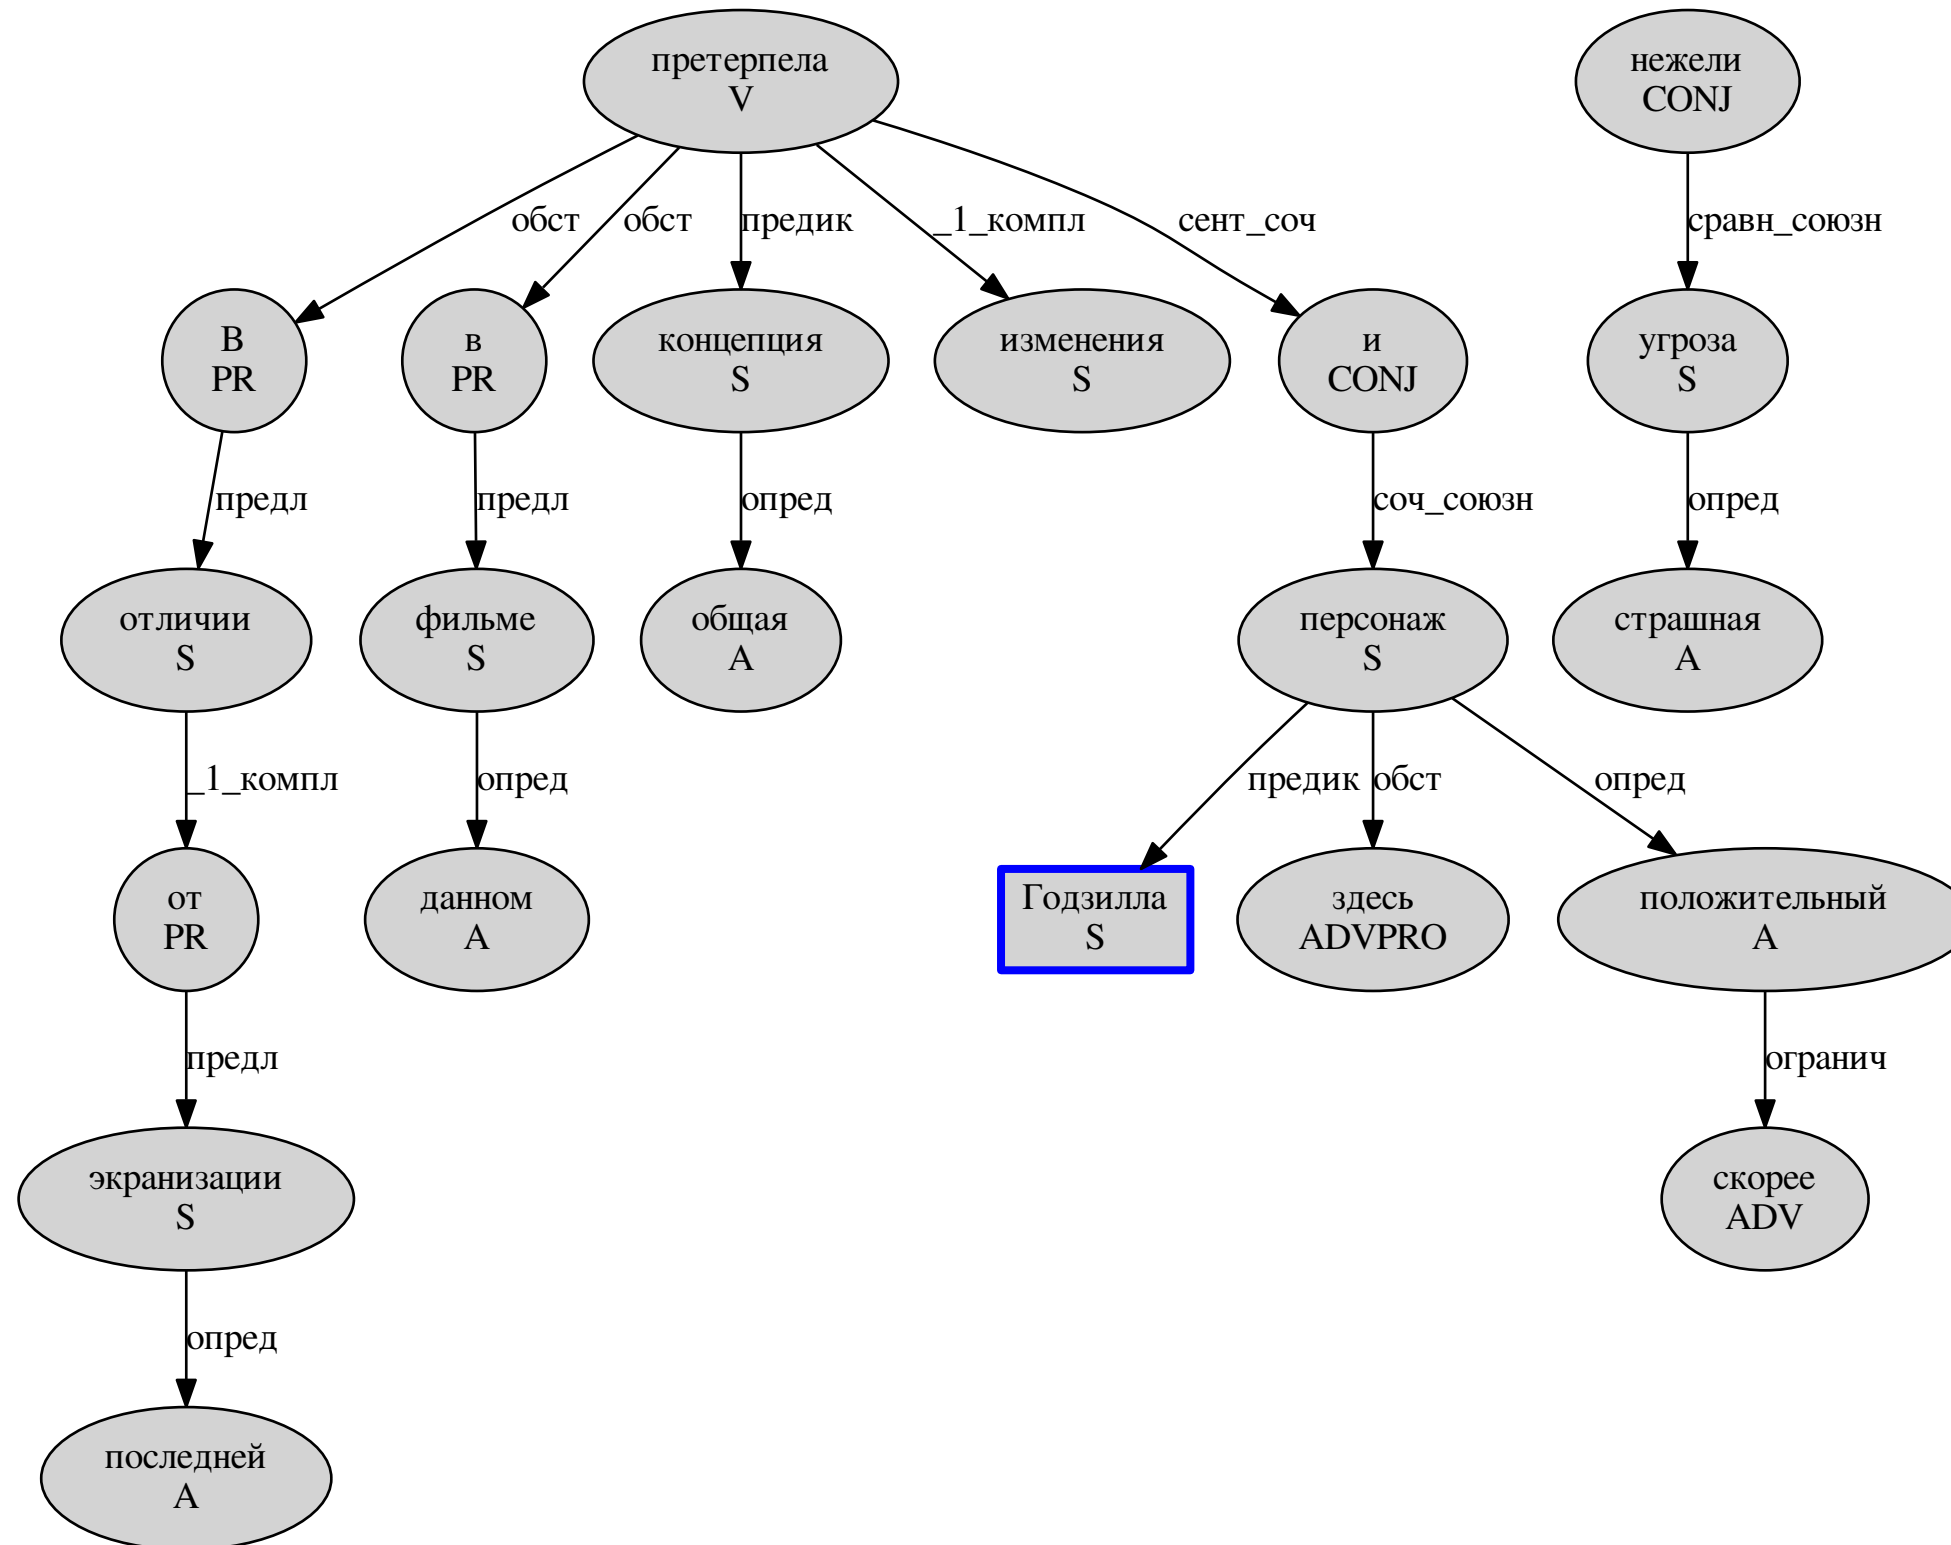 претерпела
V
нежели
CONJ
обст
обст
предик
_1_компл
сент_соч
сравн_союзн
В
PR
в
PR
концепция
S
изменения
S
и
CONJ
угроза
S
предл
предл
опред
соч_союзн
опред
отличии
S
фильме
S
общая
A
персонаж
S
страшная
A
_1_компл
опред
предик
обст
опред
от
PR
данном
A
Годзилла
S
здесь
ADVPRO
положительный
A
предл
огранич
экранизации
S
скорее
ADV
опред
последней
A